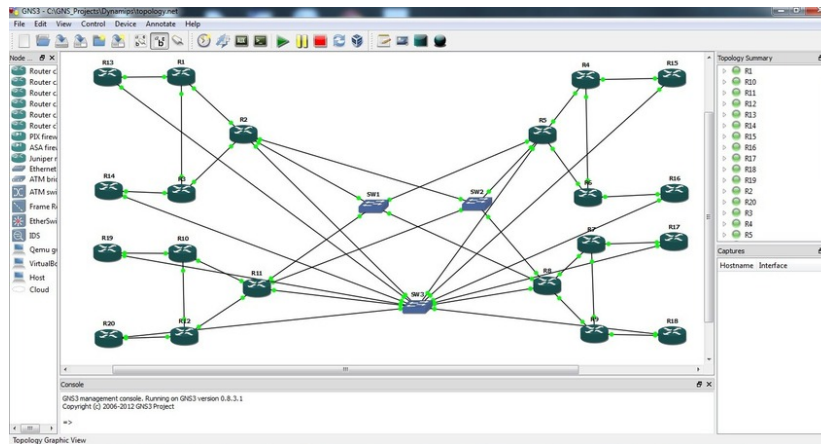 GNS3 - C:\GNS_Projects\Dynamips\topology.net
File Edit View Control Device Annotate Help
Node ...
Router c
Router c
Router c
Router c
Router c
Router c
PIX firew
ASA firew
Juniper r
Ethernet
ATM bric
ATM swi
Frame R
EtherSwi
IDS
Qemu gu
VirtualBo
Host
Cloud
R13
R1
R4
R15
R2
R5
R14
R3
SW1
SW2
R6
R16
R19
R10
R7
R17
R11
R8
SW3
R20
R12
R9
R18
Topology Summary
R1
R10
R11
R12
R13
R14
R15
R16
R17
R18
R19
R2
R20
R3
R4
R5
Captures
Hostname Interface
Console
GNS3 management console. Running on GNS3 version 0.8.3.1
Copyright (c) 2006-2012 GNS3 Project
=>
Topology Graphic View